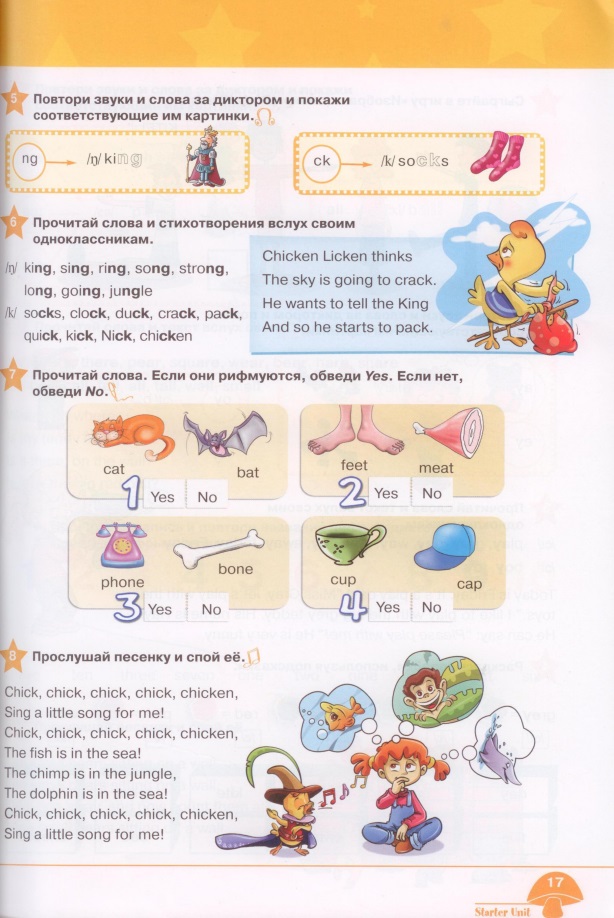 5 Повтори звуки и слова за диктором и покажи
соответствующие им картинки.
ng /ŋ/ king
ck /k/ socks
6 Прочитай слова и стихотворения вслух своим
одноклассникам.
/ŋ/ king, sing, ring, song, strong,
long, going, jungle
/k/ socks, clock, duck, crack, pack,
quick, kick, Nick, chicken
Chicken Licken thinks
The sky is going to crack.
He wants to tell the King
And so he starts to pack.
7 Прочитай слова. Если они рифмуются, обведи Yes. Если нет,
обведи No.
cat bat
1 Yes No
feet meat
2 Yes No
phone bone
3 Yes No
cup cap
4 Yes No
8 Прослушай песенку и спой её.
Chick, chick, chick, chick, chicken,
Sing a little song for me!
Chick, chick, chick, chick, chicken,
The fish is in the sea!
The chimp is in the jungle,
The dolphin is in the sea!
Chick, chick, chick, chick, chicken,
Sing a little song for me!
17
Starter Unit